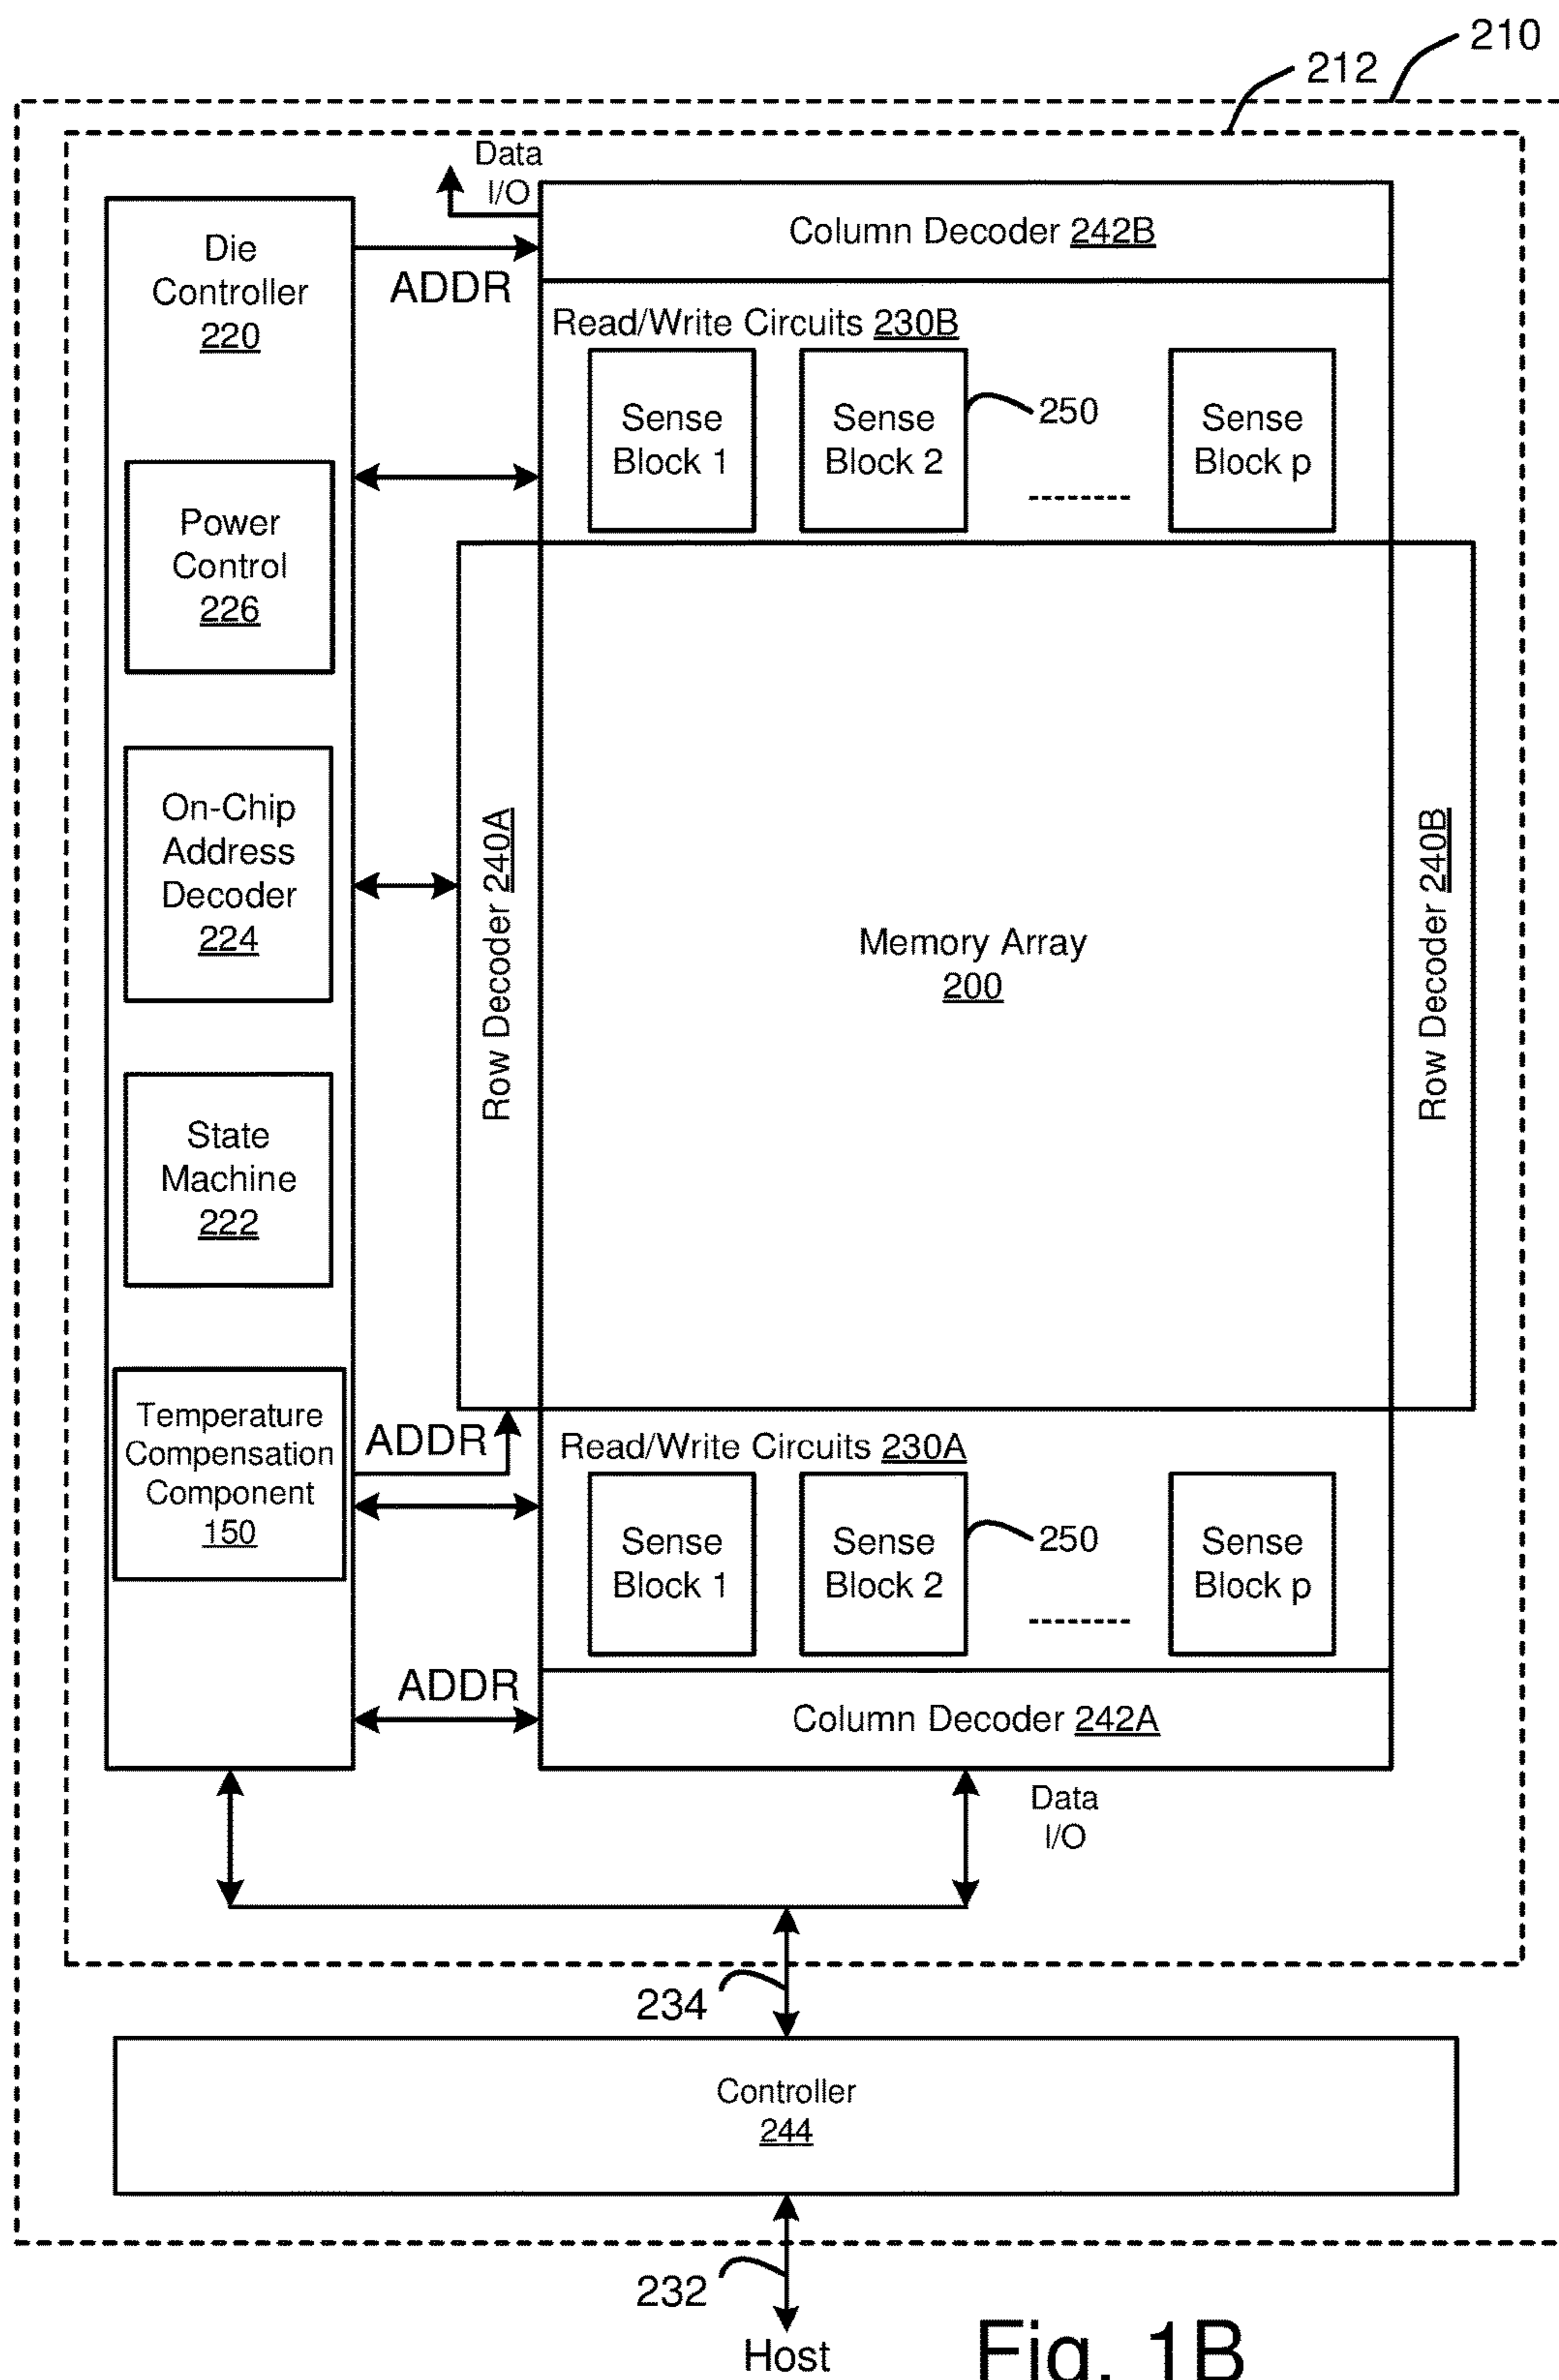 210
212
Data
I/O
Die
Controller
220
ADDR
Column Decoder 242B
Read/Write Circuits 230B
Sense
Block 1
Sense
Block 2
250
Sense
Block p
Power
Control
226
On-Chip
Address
Decoder
224
State
Machine
222
Row Decoder 240A
Memory Array
200
Row Decoder 240B
Temperature
Compensation
Component
150
ADDR
Read/Write Circuits 230A
Sense
Block 1
Sense
Block 2
250
Sense
Block p
ADDR
Column Decoder 242A
Data
I/O
234
Controller
244
232
Host
Fig. 1B